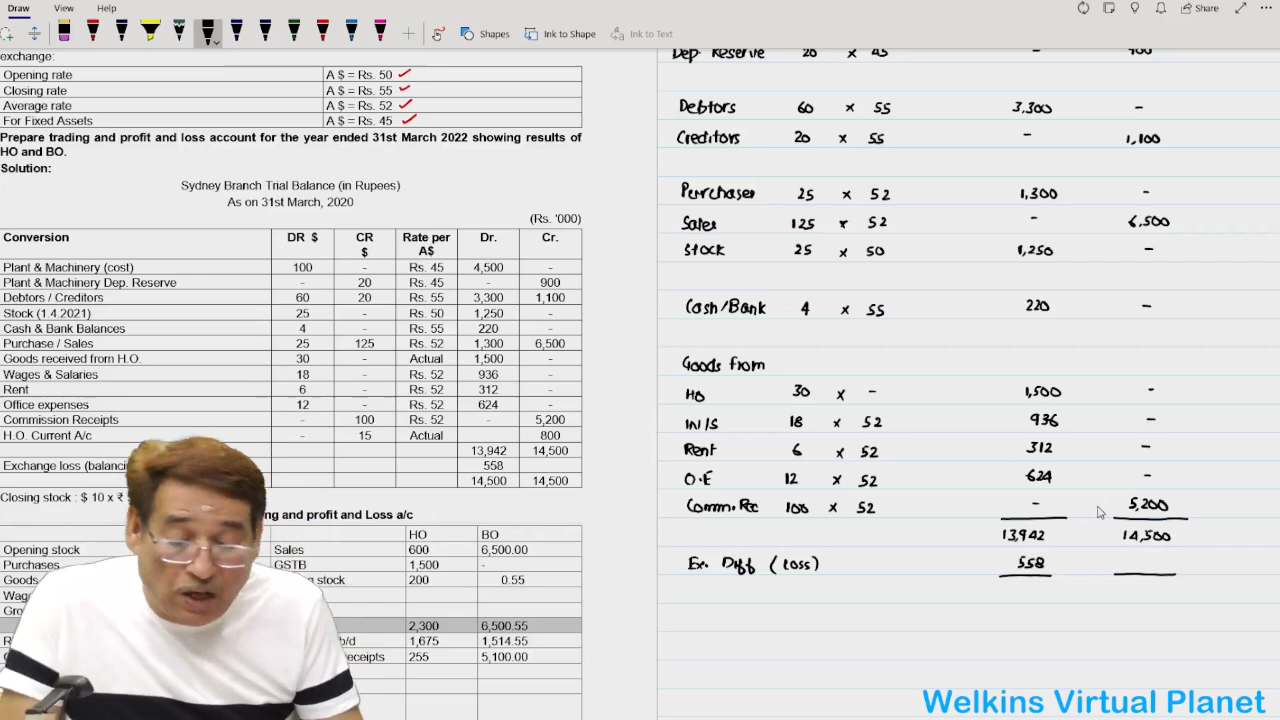 Draw View Help
Shapes Ink to Shape Ink to Text Share
exchange:
Opening rate A $ = Rs. 50
Closing rate A $ = Rs. 55
Average rate A $ = Rs. 52
For Fixed Assets A $ = Rs. 45
Prepare trading and profit and loss account for the year ended 31st March 2022 showing results of
HO and BO.
Solution:
Sydney Branch Trial Balance (in Rupees)
As on 31st March, 2020
(Rs. '000)
Conversion DR $ CR $ Rate per A$ Dr. Cr.
Plant & Machinery (cost) 100 - Rs. 45 4,500 -
Plant & Machinery Dep. Reserve - 20 Rs. 45 - 900
Debtors / Creditors 60 20 Rs. 55 3,300 1,100
Stock (1.4.2021) 25 - Rs. 50 1,250 -
Cash & Bank Balances 4 - Rs. 55 220 -
Purchase / Sales 25 125 Rs. 52 1,300 6,500
Goods received from H.O. 30 - Actual 1,500 -
Wages & Salaries 18 - Rs. 52 936 -
Rent 6 - Rs. 52 312 -
Office expenses 12 - Rs. 52 624 -
Commission Receipts - 100 Rs. 52 - 5,200
H.O. Current A/c - 15 Actual 800
13,942 14,500
Exchange loss 558
14,500 14,500
Closing stock : $ 10 x ₹
and profit and Loss a/c
HO BO
Opening stock Sales 600 6,500.00
Purchases GSTB 1,500 -
Goods stock 200 0.55
2,300 6,500.55
b/d 1,675 1,514.55
receipts 255 5,100.00
Dep. Reserve 20 x 45 - 900
Debtors 60 x 55 3,300 -
Creditors 20 x 55 - 1,100
Purchases 25 x 52 1,300 -
Sales 125 x 52 - 6,500
Stock 25 x 50 1,250 -
Cash/Bank 4 x 55 220 -
Goods from
HO 30 x - 1,500 -
W/S 18 x 52 936 -
Rent 6 x 52 312 -
O.E 12 x 52 624 -
Comm. Rec 100 x 52 - 5,200
13,942 14,500
Ex. Diff (Loss) 558
Welkins Virtual Planet